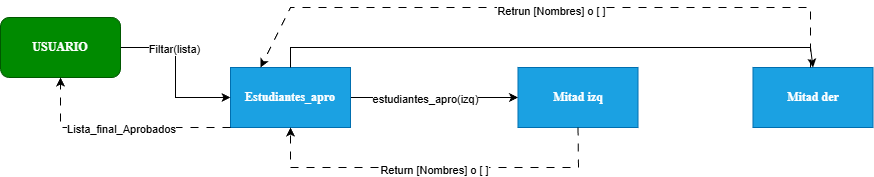 Retrun [Nombres] o [ ]
USUARIO
Filtar(lista)
Estudiantes_apro
estudiantes_apro(izq)
Mitad izq
Mitad der
Lista_final_Aprobados
Return [Nombres] o [ ]